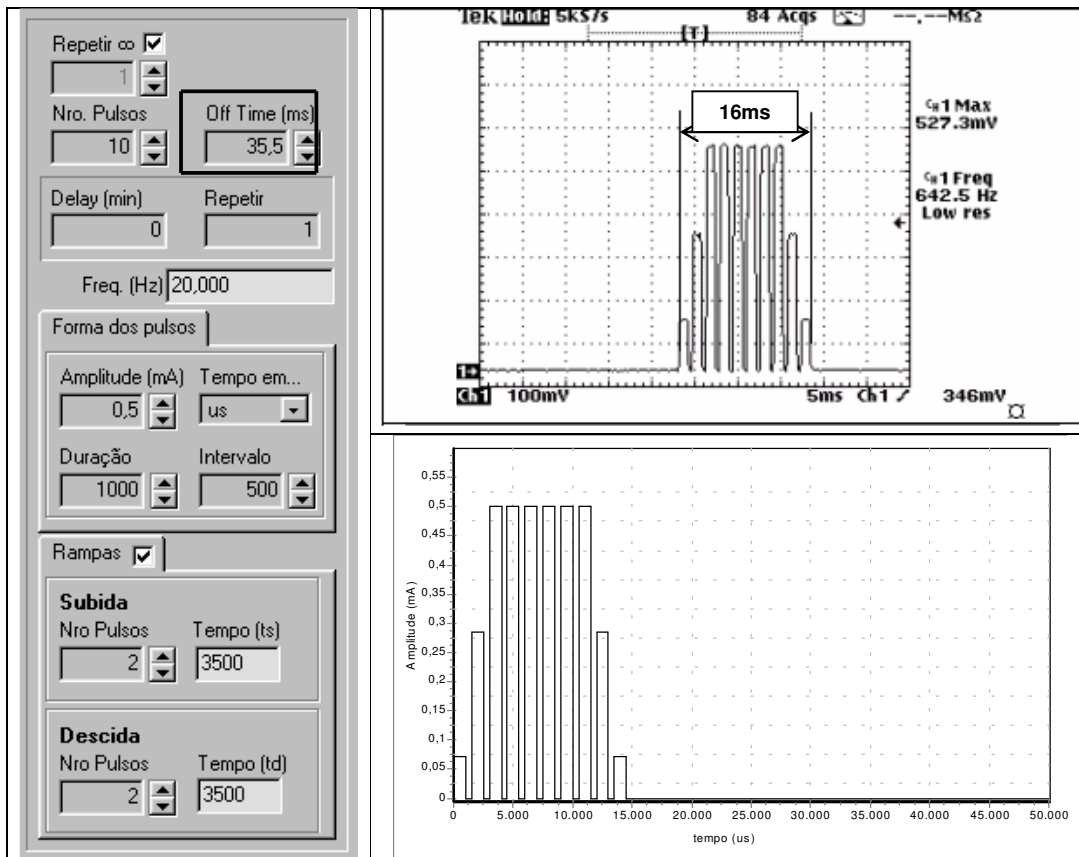 Repetir ∞
1
Nro. Pulsos Off Time (ms)
10 35,5
Delay (min) Repetir
0 1
Freq. (Hz) 20,000
Forma dos pulsos
Amplitude (mA) Tempo em...
0,5 us
Duração Intervalo
1000 500
Rampas
Subida
Nro Pulsos Tempo (ts)
2 3500
Descida
Nro Pulsos Tempo (td)
2 3500
Tek 5kS/s 84 Acqs --,--MΩ
[T]
16ms
Ch1 Max
527.3mV
Ch1 Freq
642.5 Hz
Low res
1
Ch1 100mV 5ms Ch1 346mV
0,55
0,5
0,45
0,4
0,35
0,3
0,25
0,2
0,15
0,1
0,05
0
Amplitude (mA)
0 5.000 10.000 15.000 20.000 25.000 30.000 35.000 40.000 45.000 50.000
tempo (us)